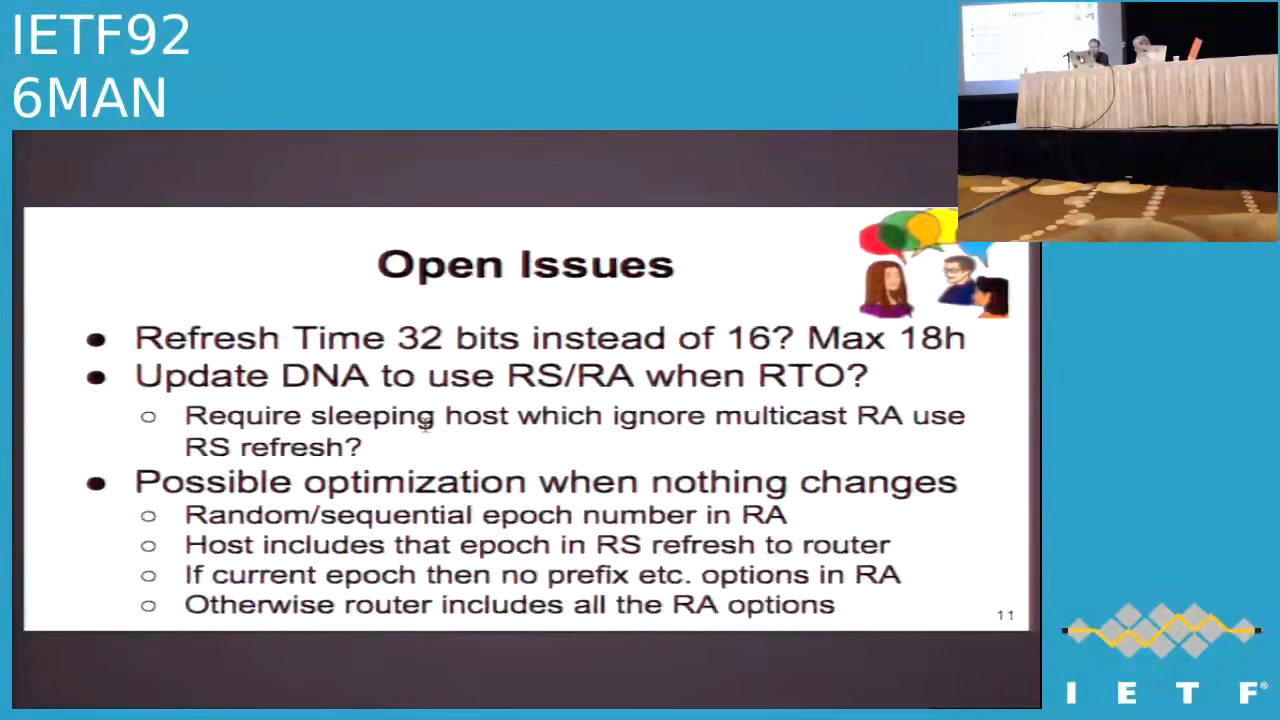 IETF92
6MAN
Open Issues
● Refresh Time 32 bits instead of 16? Max 18h
● Update DNA to use RS/RA when RTO?
○ Require sleeping host which ignore multicast RA use
RS refresh?
● Possible optimization when nothing changes
○ Random/sequential epoch number in RA
○ Host includes that epoch in RS refresh to router
○ If current epoch then no prefix etc. options in RA
○ Otherwise router includes all the RA options
11
I E T F®